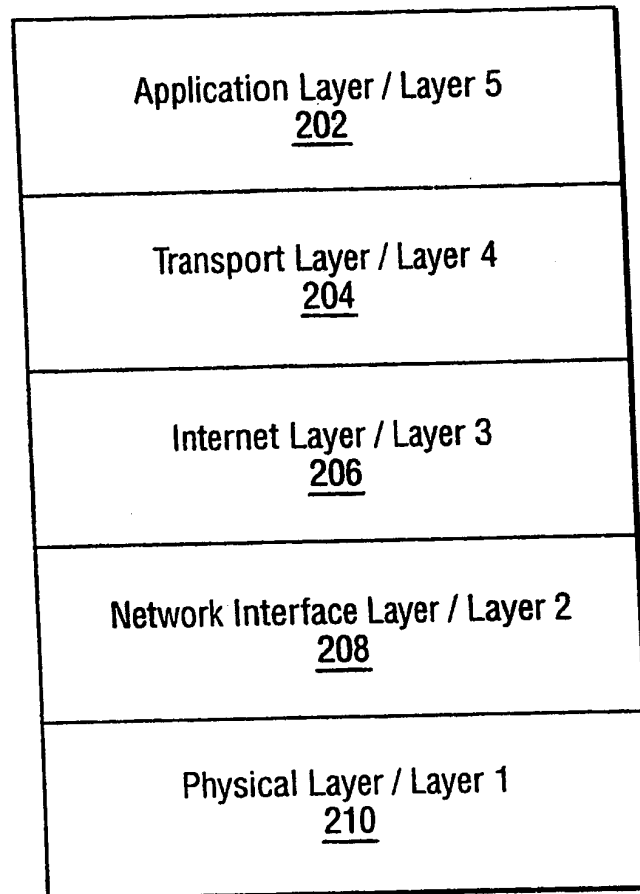 Application Layer / Layer 5
202
Transport Layer / Layer 4
204
Internet Layer / Layer 3
206
Network Interface Layer / Layer 2
208
Physical Layer / Layer 1
210